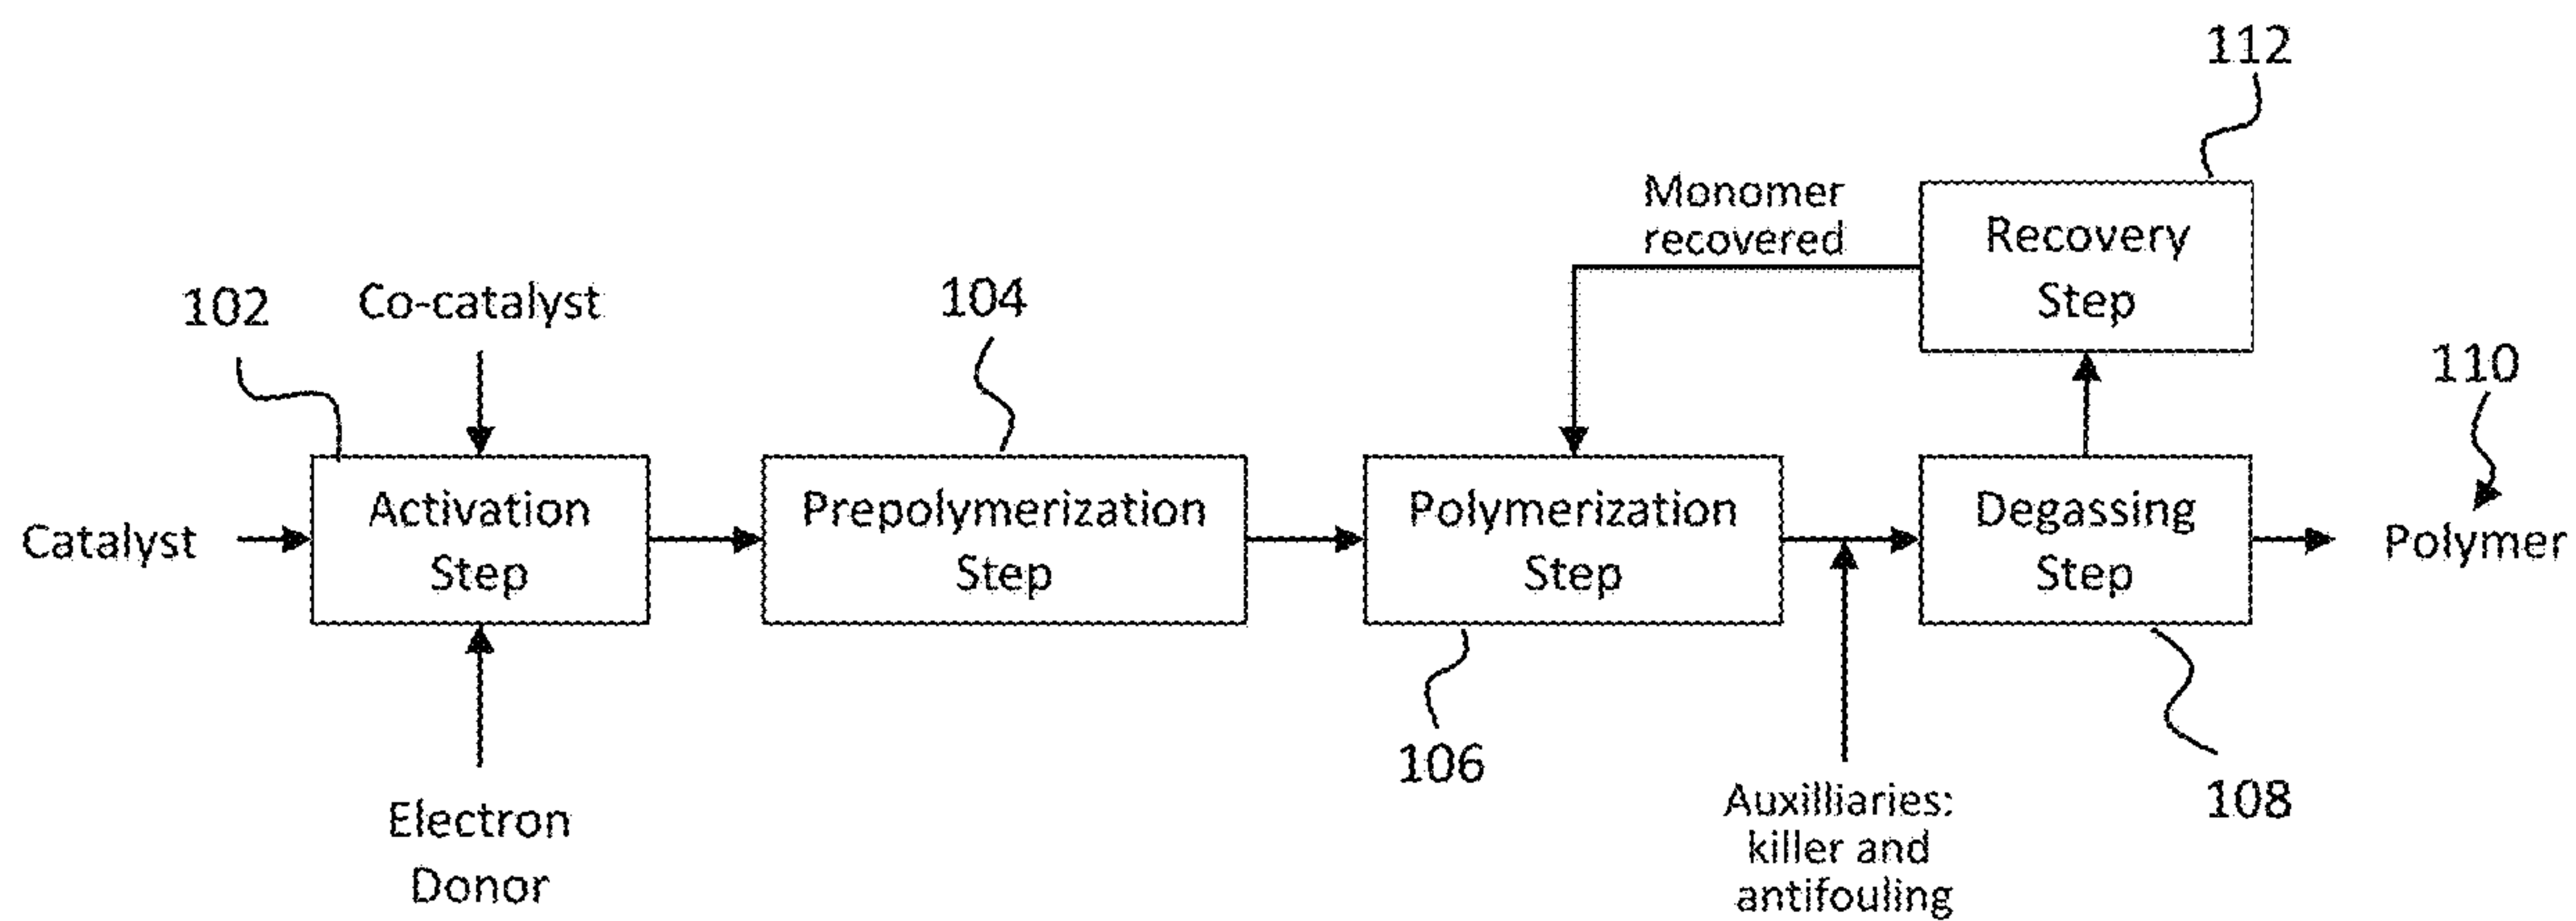 112
Monomer
recovered
Recovery
Step
102
Co-catalyst
104
110
Catalyst
Activation
Step
Prepolymerization
Step
Polymerization
Step
Degassing
Step
Polymer
Electron
Donor
106
Auxilliaries:
killer and
antifouling
108